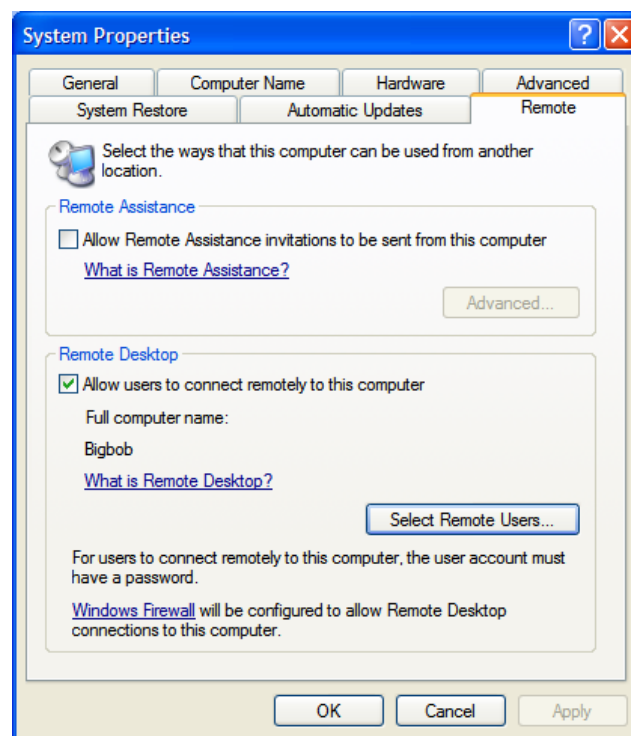 System Properties
General
Computer Name
Hardware
Advanced
System Restore
Automatic Updates
Remote
Select the ways that this computer can be used from another
location.
Remote Assistance
Allow Remote Assistance invitations to be sent from this computer
What is Remote Assistance?
Advanced...
Remote Desktop
Allow users to connect remotely to this computer
Full computer name:
Bigbob
What is Remote Desktop?
Select Remote Users...
For users to connect remotely to this computer, the user account must
have a password.
Windows Firewall will be configured to allow Remote Desktop
connections to this computer.
OK
Cancel
Apply